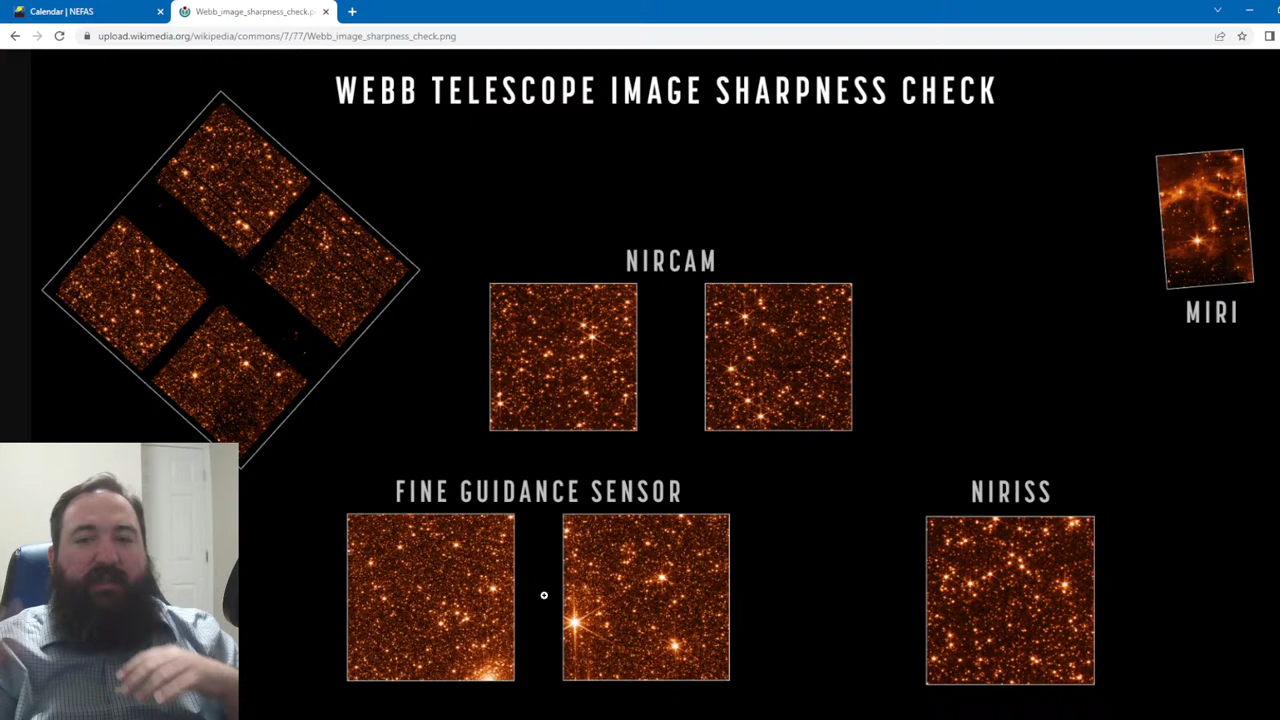 Calendar | NEFAS
Webb_image_sharpness_check.p
upload.wikimedia.org/wikipedia/commons/7/77/Webb_image_sharpness_check.png
WEBB TELESCOPE IMAGE SHARPNESS CHECK
NIRCAM
MIRI
FINE GUIDANCE SENSOR
NIRISS